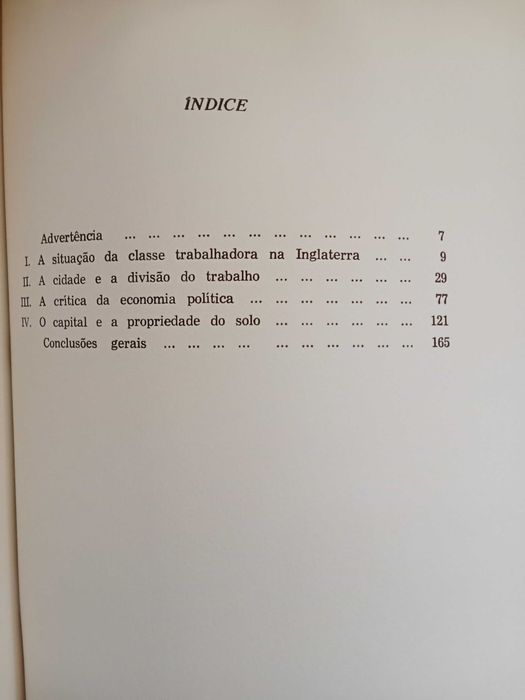 ÍNDICE
Advertência ... ... ... ... ... ... ... ... ... ... ... ... 7
I. A situação da classe trabalhadora na Inglaterra ... ... 9
II. A cidade e a divisão do trabalho ... ... ... ... ... ... 29
III. A crítica da economia política ... ... ... ... ... ... ... 77
IV. O capital e a propriedade do solo ... ... ... ... ... ... 121
Conclusões gerais ... ... ... ... ... ... ... ... ... ... 165